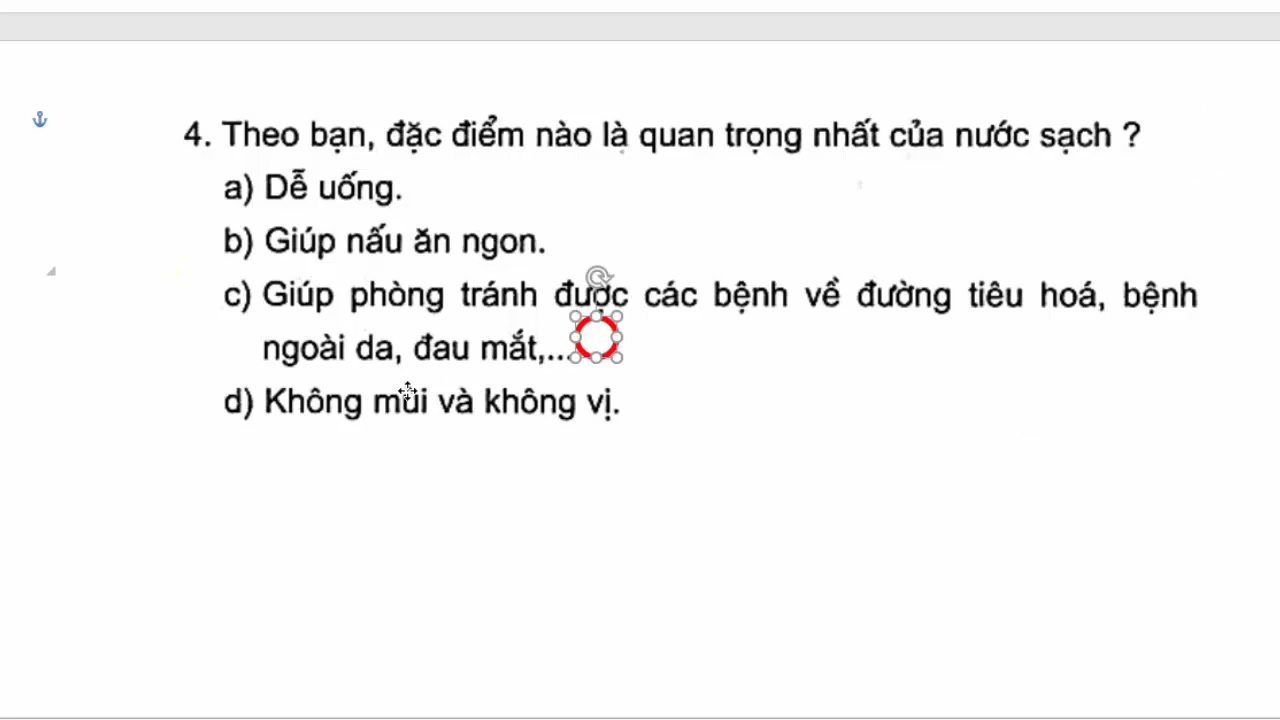 4. Theo bạn, đặc điểm nào là quan trọng nhất của nước sạch ?
a) Dễ uống.
b) Giúp nấu ăn ngon.
c) Giúp phòng tránh được các bệnh về đường tiêu hoá, bệnh
ngoài da, đau mắt,...
d) Không mùi và không vị.